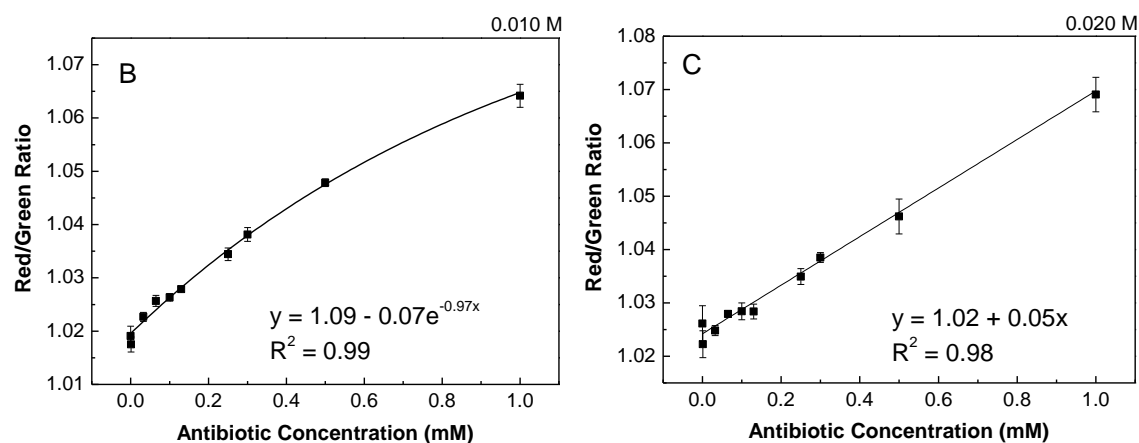 0.010 M
B
1.07
1.06
1.05
1.04
1.03
1.02
1.01
Red/Green Ratio
y = 1.09 - 0.07e^-0.97x
R² = 0.99
0.0 0.2 0.4 0.6 0.8 1.0
Antibiotic Concentration (mM)
0.020 M
C
1.08
1.07
1.06
1.05
1.04
1.03
1.02
Red/Green Ratio
y = 1.02 + 0.05x
R² = 0.98
0.0 0.2 0.4 0.6 0.8 1.0
Antibiotic Concentration (mM)